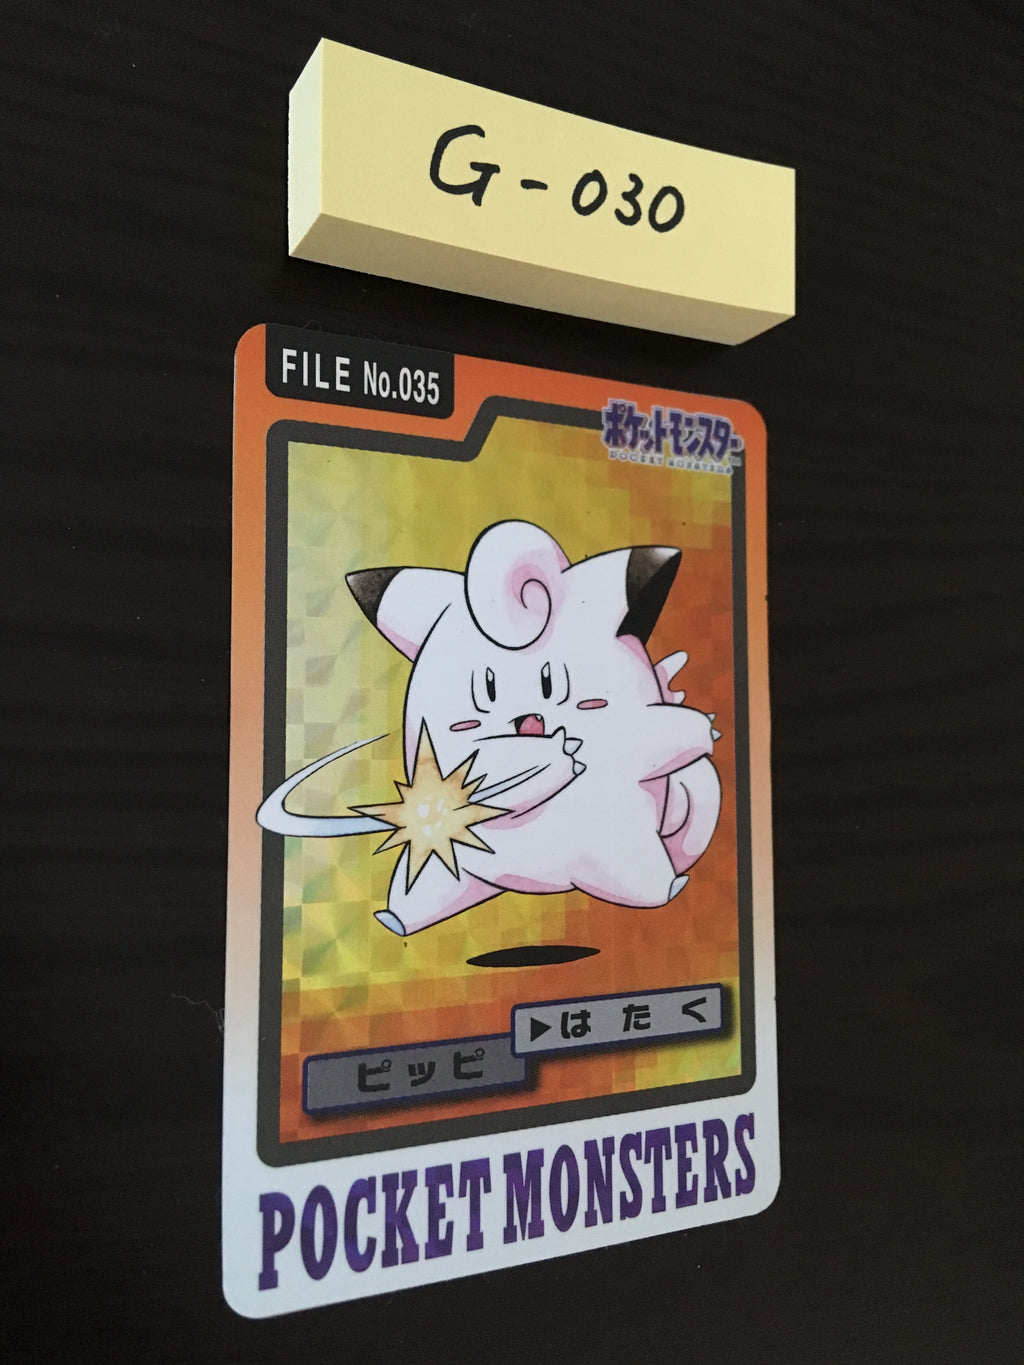 G-030
FILE No.035
ポケットモンスター
POCKET MONSTERS
▶はたく
ピッピ
POCKET MONSTERS